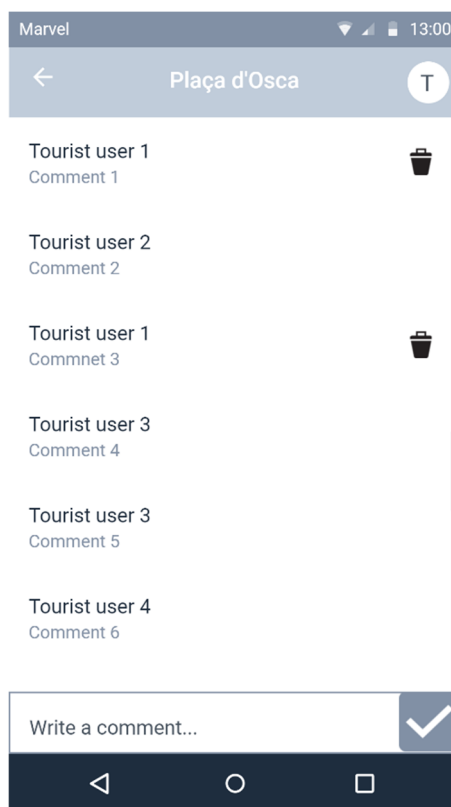 Marvel 13:00
Plaça d'Osca T
Tourist user 1
Comment 1
Tourist user 2
Comment 2
Tourist user 1
Commnet 3
Tourist user 3
Comment 4
Tourist user 3
Comment 5
Tourist user 4
Comment 6
Write a comment...